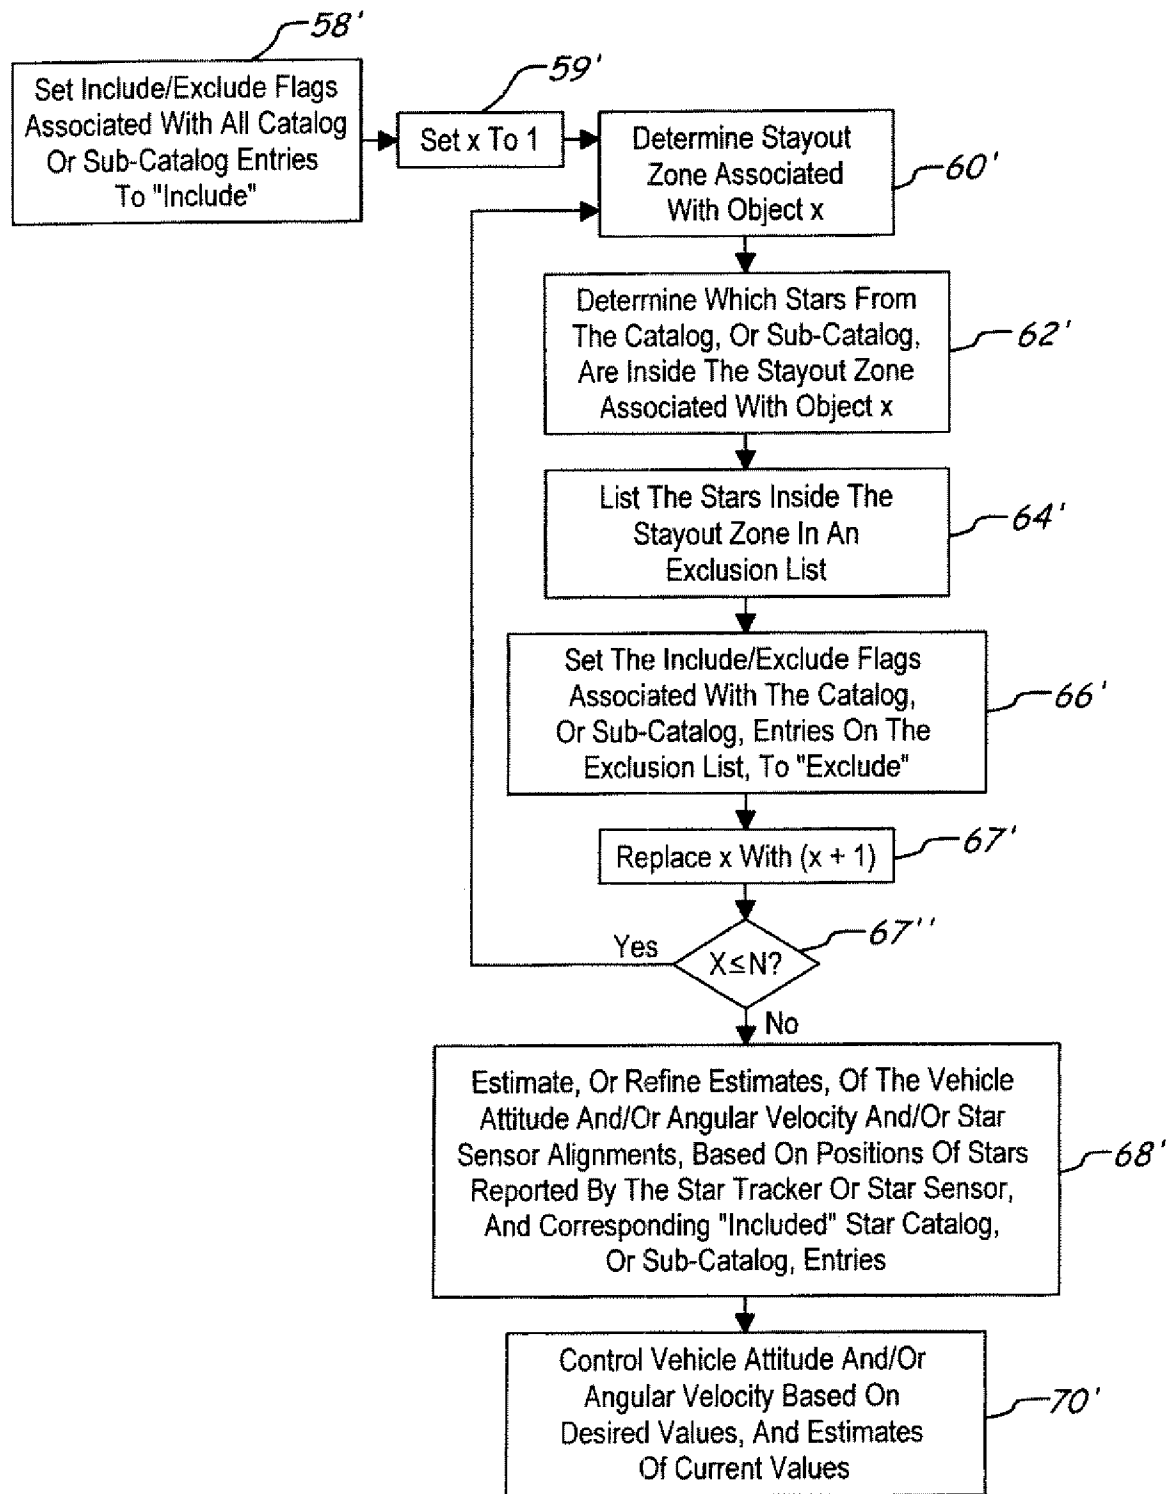 58'
Set Include/Exclude Flags
Associated With All Catalog
Or Sub-Catalog Entries
To "Include"
59'
Set x To 1
Determine Stayout
Zone Associated
With Object x
60'
Determine Which Stars From
The Catalog, Or Sub-Catalog,
Are Inside The Stayout Zone
Associated With Object x
62'
List The Stars Inside The
Stayout Zone In An
Exclusion List
64'
Set The Include/Exclude Flags
Associated With The Catalog,
Or Sub-Catalog, Entries On The
Exclusion List, To "Exclude"
66'
Replace x With (x + 1)
67'
X≤N?
67''
Yes
No
Estimate, Or Refine Estimates, Of The Vehicle
Attitude And/Or Angular Velocity And/Or Star
Sensor Alignments, Based On Positions Of Stars
Reported By The Star Tracker Or Star Sensor,
And Corresponding "Included" Star Catalog,
Or Sub-Catalog, Entries
68'
Control Vehicle Attitude And/Or
Angular Velocity Based On
Desired Values, And Estimates
Of Current Values
70'